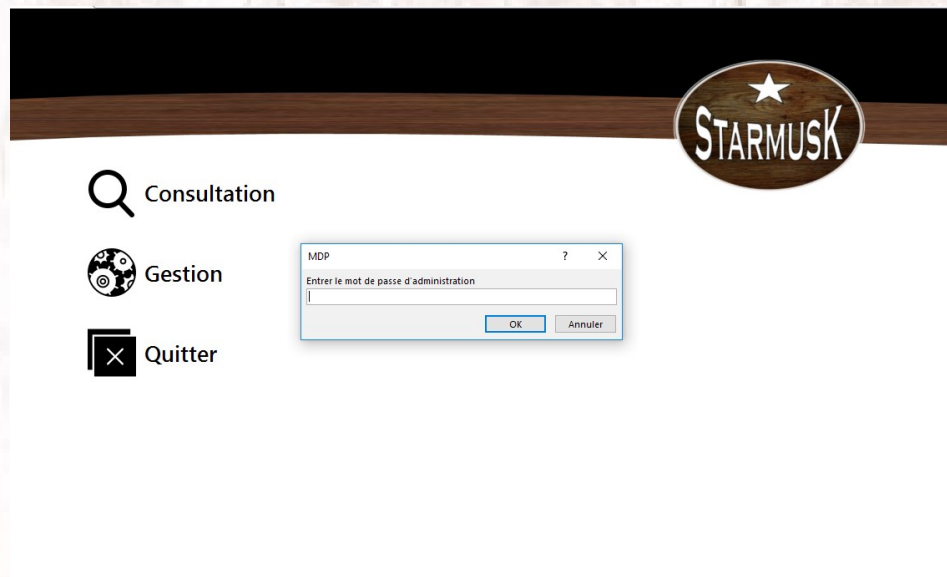 STARMUSK
Consultation
Gestion
Quitter
MDP ?
Entrer le mot de passe d'administration
OK Annuler